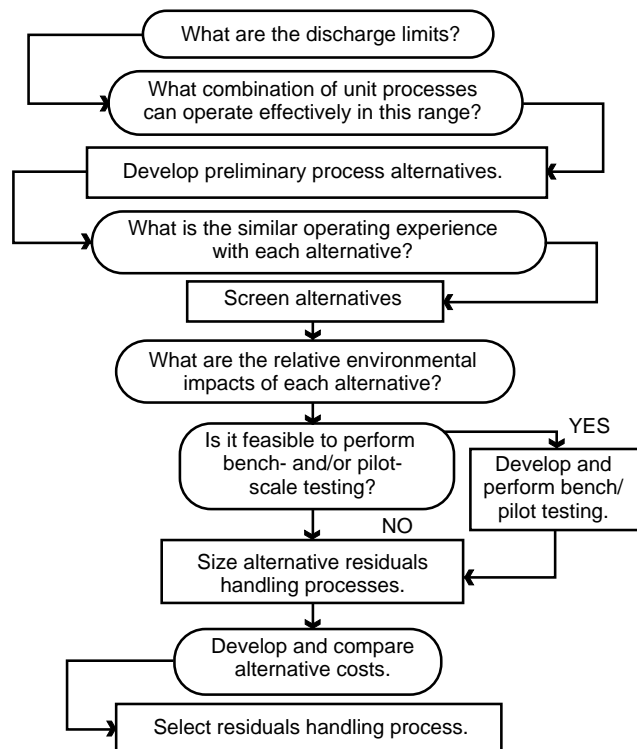 What are the discharge limits?
What combination of unit processes
can operate effectively in this range?
Develop preliminary process alternatives.
What is the similar operating experience
with each alternative?
Screen alternatives
What are the relative environmental
impacts of each alternative?
Is it feasible to perform
bench- and/or pilot-
scale testing?
YES
Develop and
perform bench/
pilot testing.
NO
Size alternative residuals
handling processes.
Develop and compare
alternative costs.
Select residuals handling process.